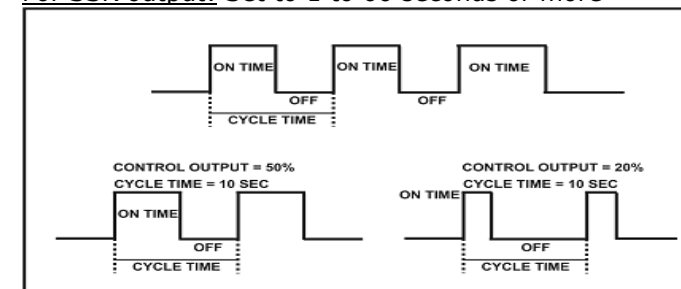 For SSR output: Set to 1 to 60 seconds or more
ON TIME ON TIME ON TIME
OFF OFF
CYCLE TIME
CONTROL OUTPUT = 50%
CYCLE TIME = 10 SEC
ON TIME
OFF
CYCLE TIME
CONTROL OUTPUT = 20%
CYCLE TIME = 10 SEC
ON TIME
OFF
CYCLE TIME